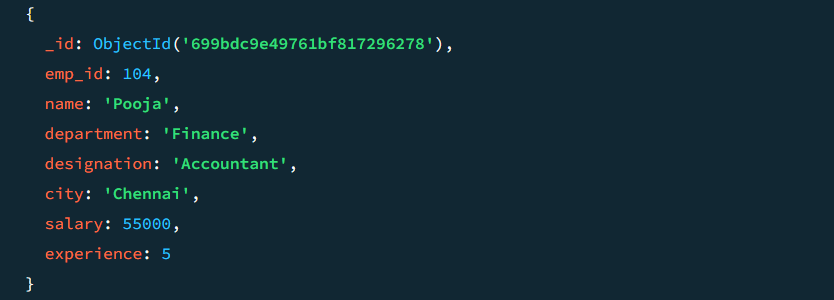 {
_id: ObjectId('699bdc9e49761bf817296278'),
emp_id: 104,
name: 'Pooja',
department: 'Finance',
designation: 'Accountant',
city: 'Chennai',
salary: 55000,
experience: 5
}